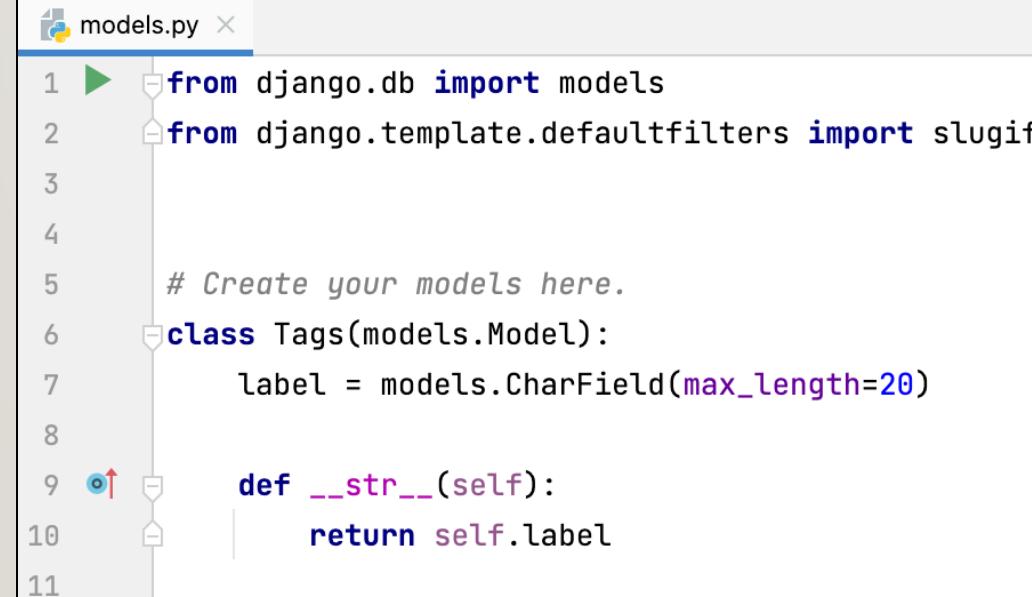 models.py
1 from django.db import models
2 from django.template.defaultfilters import
3
4
5 # Create your models here.
6 class Tags(models.Model):
7     label = models.CharField(max_length=20)
8
9     def __str__(self):
10         return self.label
11